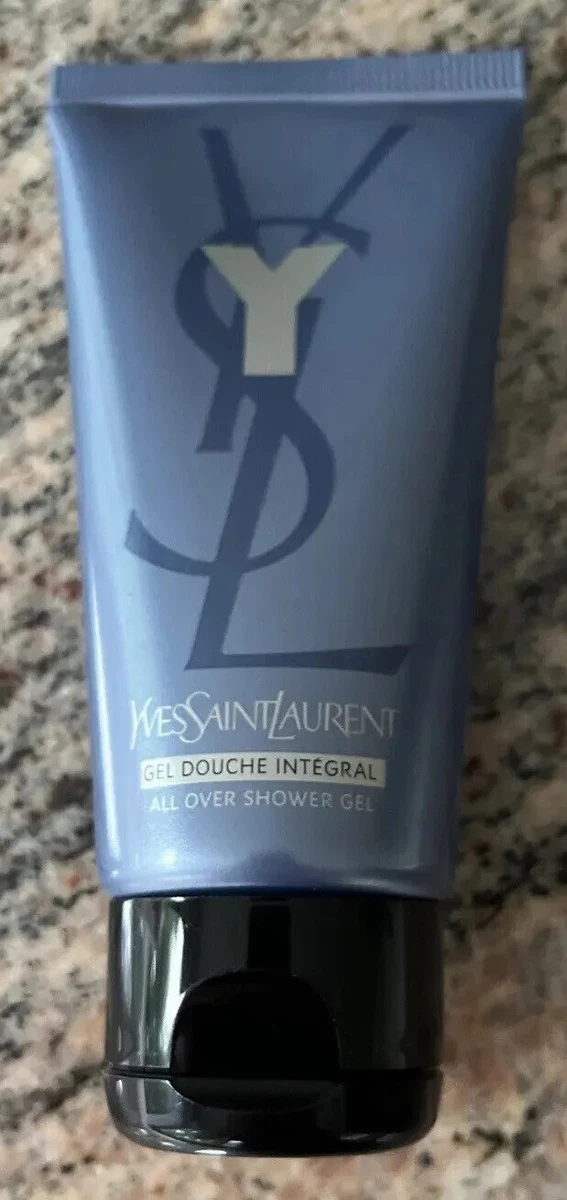 YSL
Y
YVESSAINTLAURENT
GEL DOUCHE INTÉGRAL
ALL OVER SHOWER GEL